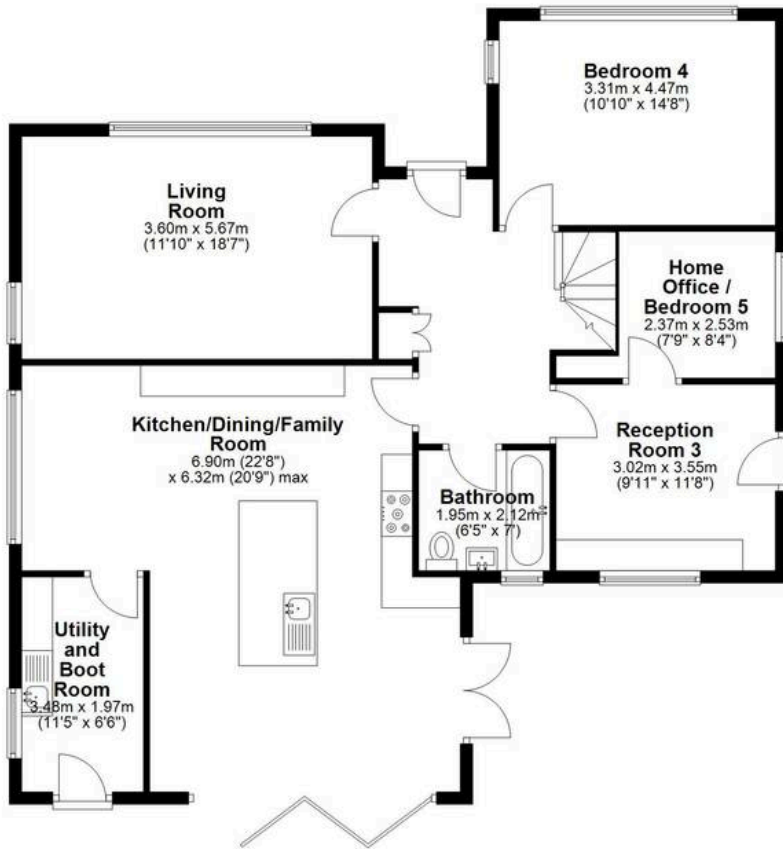 Bedroom 4
3.31m x 4.47m
(10'10" x 14'8")
Living
Room
3.60m x 5.67m
(11'10" x 18'7")
Home
Office /
Bedroom 5
2.37m x 2.53m
(7'9" x 8'4")
Kitchen/Dining/Family
Room
6.90m (22'8")
x 6.32m (20'9") max
Reception
Room 3
3.02m x 3.55m
(9'11" x 11'8")
Bathroom
1.95m x 2.12m
(6'5" x 7')
Utility
and
Boot
Room
3.48m x 1.97m
(11'5" x 6'6")